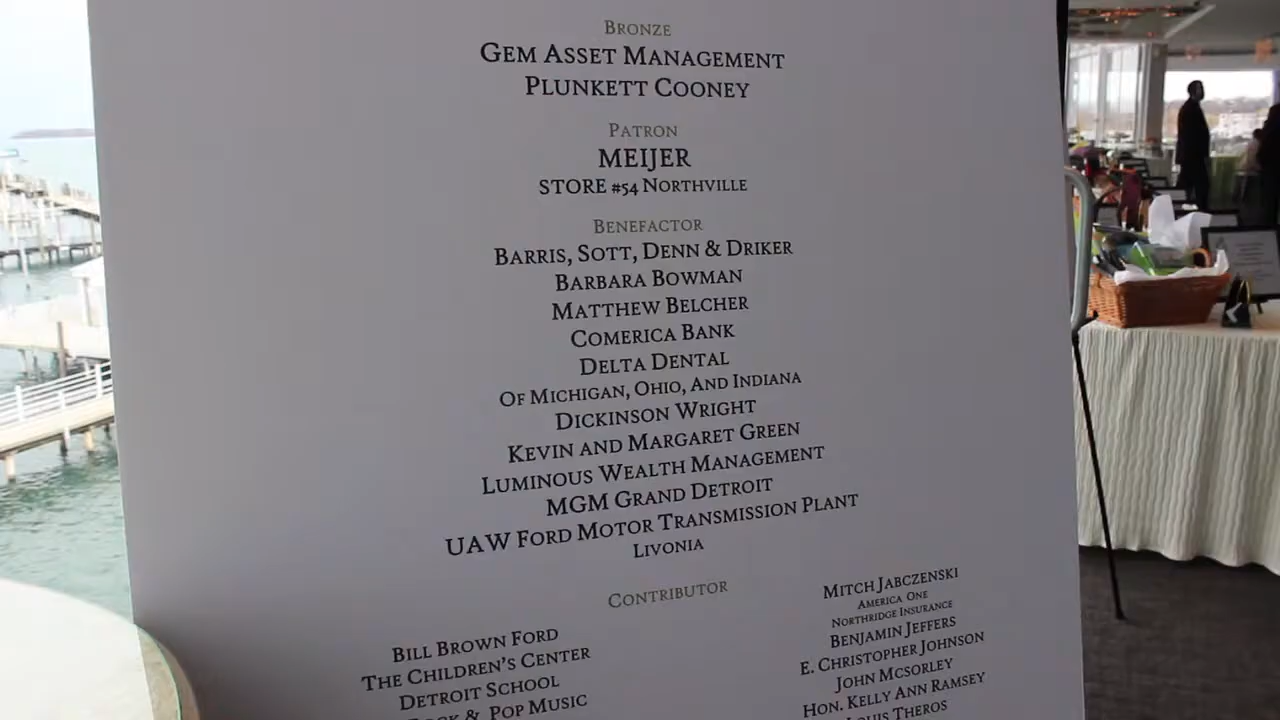 Bronze
Gem Asset Management
Plunkett Cooney
Patron
MEIJER
STORE #54 Northville
Benefactor
Barris, Sott, Denn & Driker
Barbara Bowman
Matthew Belcher
Comerica Bank
Delta Dental
Of Michigan, Ohio, And Indiana
Dickinson Wright
Kevin and Margaret Green
Luminous Wealth Management
MGM Grand Detroit
UAW Ford Motor Transmission Plant
Livonia
Contributor
Bill Brown Ford
The Children's Center
Detroit School
& Pop Music
Mitch Jabczenski
America One
Northridge Insurance
Benjamin Jeffers
E. Christopher Johnson
John Mcsorley
Hon. Kelly Ann Ramsey
Louis Theros